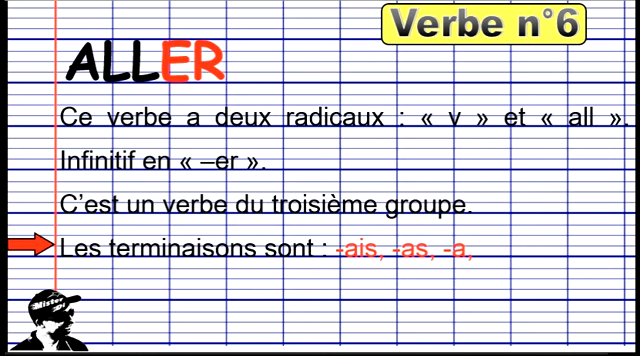 Verbe n°6
ALLER
Ce verbe a deux radicaux : « v » et « all ».
Infinitif en « –er ».
C’est un verbe du troisième groupe.
Les terminaisons sont : -ais, -as, -a,
Mister